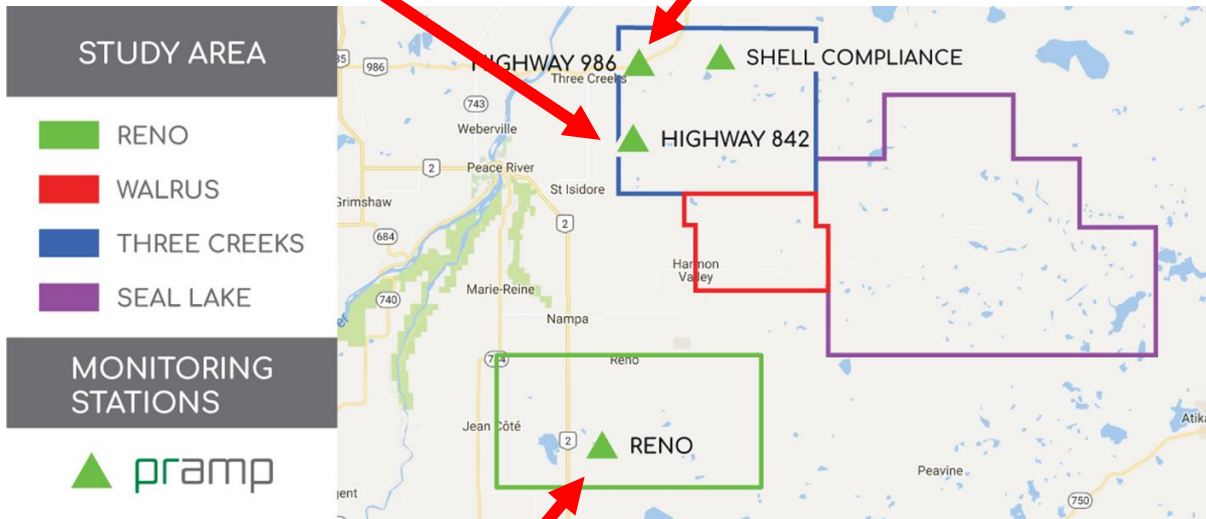 STUDY AREA
RENO
WALRUS
THREE CREEKS
SEAL LAKE
MONITORING
STATIONS
pramp
986
HIGHWAY 986
SHELL COMPLIANCE
Three Creeks
743
Weberville
HIGHWAY 842
2
Peace River
St Isidore
Grimshaw
2
684
Harmon
Valley
740
Marie-Reine
Nampa
Reno
Jean Côté
2
RENO
Peavine
750